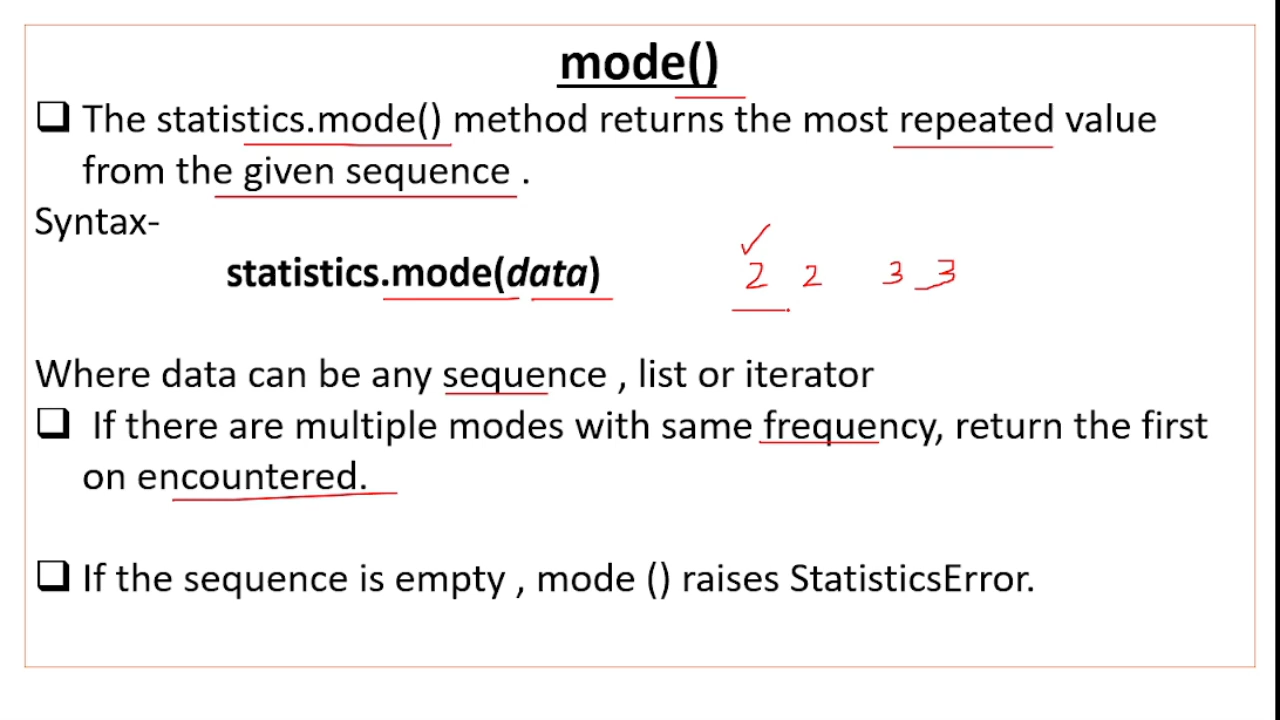 mode()
❑ The statistics.mode() method returns the most repeated value
from the given sequence .
Syntax-
statistics.mode(data)
2 2 3 3
Where data can be any sequence , list or iterator
❑ If there are multiple modes with same frequency, return the first
on encountered.
❑ If the sequence is empty , mode () raises StatisticsError.